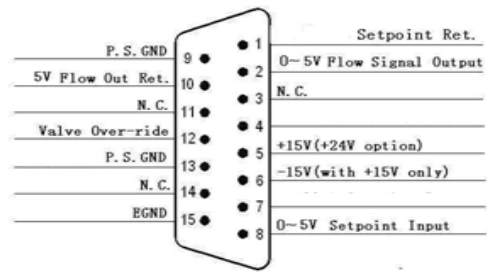 Setpoint Ret.
P.S.GND
1
9
0~5V Flow Signal Output
5V Flow Out Ret.
2
10
N.C.
N.C.
3
11
Valve Over-ride
4
12
+15V(+24V option)
P.S.GND
5
13
-15V(with +15V only)
N.C.
6
14
EGND
7
15
0~5V Setpoint Input
8